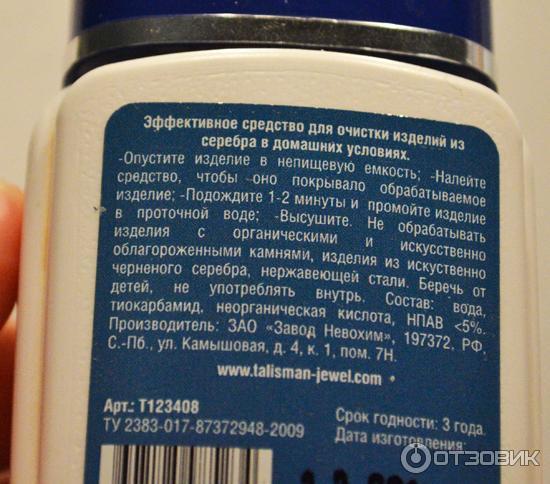 Эффективное средство для очистки изделий из
серебра в домашних условиях.
-Опустите изделие в непищевую емкость; -Налейте
средство, чтобы оно покрывало обрабатываемое
изделие; -Подождите 1-2 минуты и промойте изделие
в проточной воде; -Высушите. Не обрабатывать
изделия с органическими и искусственно
облагороженными камнями, изделия из искуственно
черненого серебра, нержавеющей стали. Беречь от
детей, не употреблять внутрь. Состав: вода,
тиокарбамид, неорганическая кислота, НПАВ <5%.
Производитель: ЗАО «Завод Невохим», 197372, РФ,
С.-Пб., ул. Камышовая, д. 4, к. 1, пом. 7Н.
www.talisman-jewel.com
Арт.: Т123408
ТУ 2383-017-87372948-2009
Срок годности: 3 года.
Дата изготовления:
ОТЗОВИК